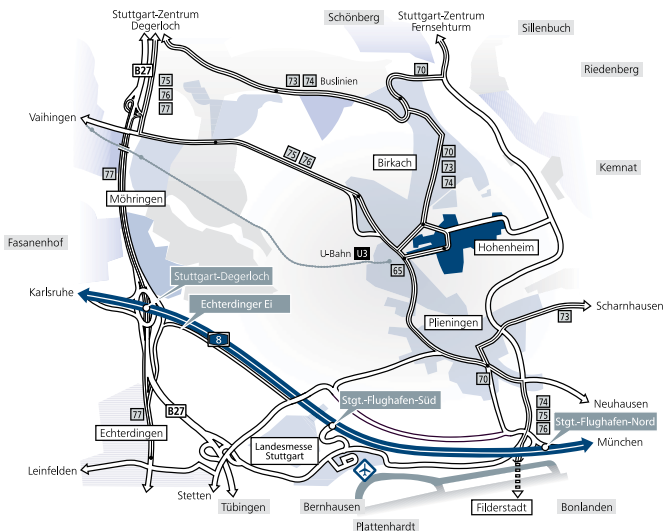 Stuttgart-Zentrum
Degerloch
Schönberg
Stuttgart-Zentrum
Fernsehturm
Sillenbuch
Riedenberg
B27
75
76
77
73 74 Buslinien
70
Vaihingen
75 76
Birkach
70
73
74
Kemnat
77
Möhringen
Fasanenhof
U-Bahn U3
Hohenheim
65
Stuttgart-Degerloch
Karlsruhe
Echterdinger Ei
8
Plieningen
Scharnhausen
73
70
Neuhausen
74
75
76
Stgt.-Flughafen-Süd
Stgt.-Flughafen-Nord
77
B27
Echterdingen
Landesmesse
Stuttgart
München
Leinfelden
Stetten
Tübingen
Bernhausen
Plattenhardt
Filderstadt
Bonlanden